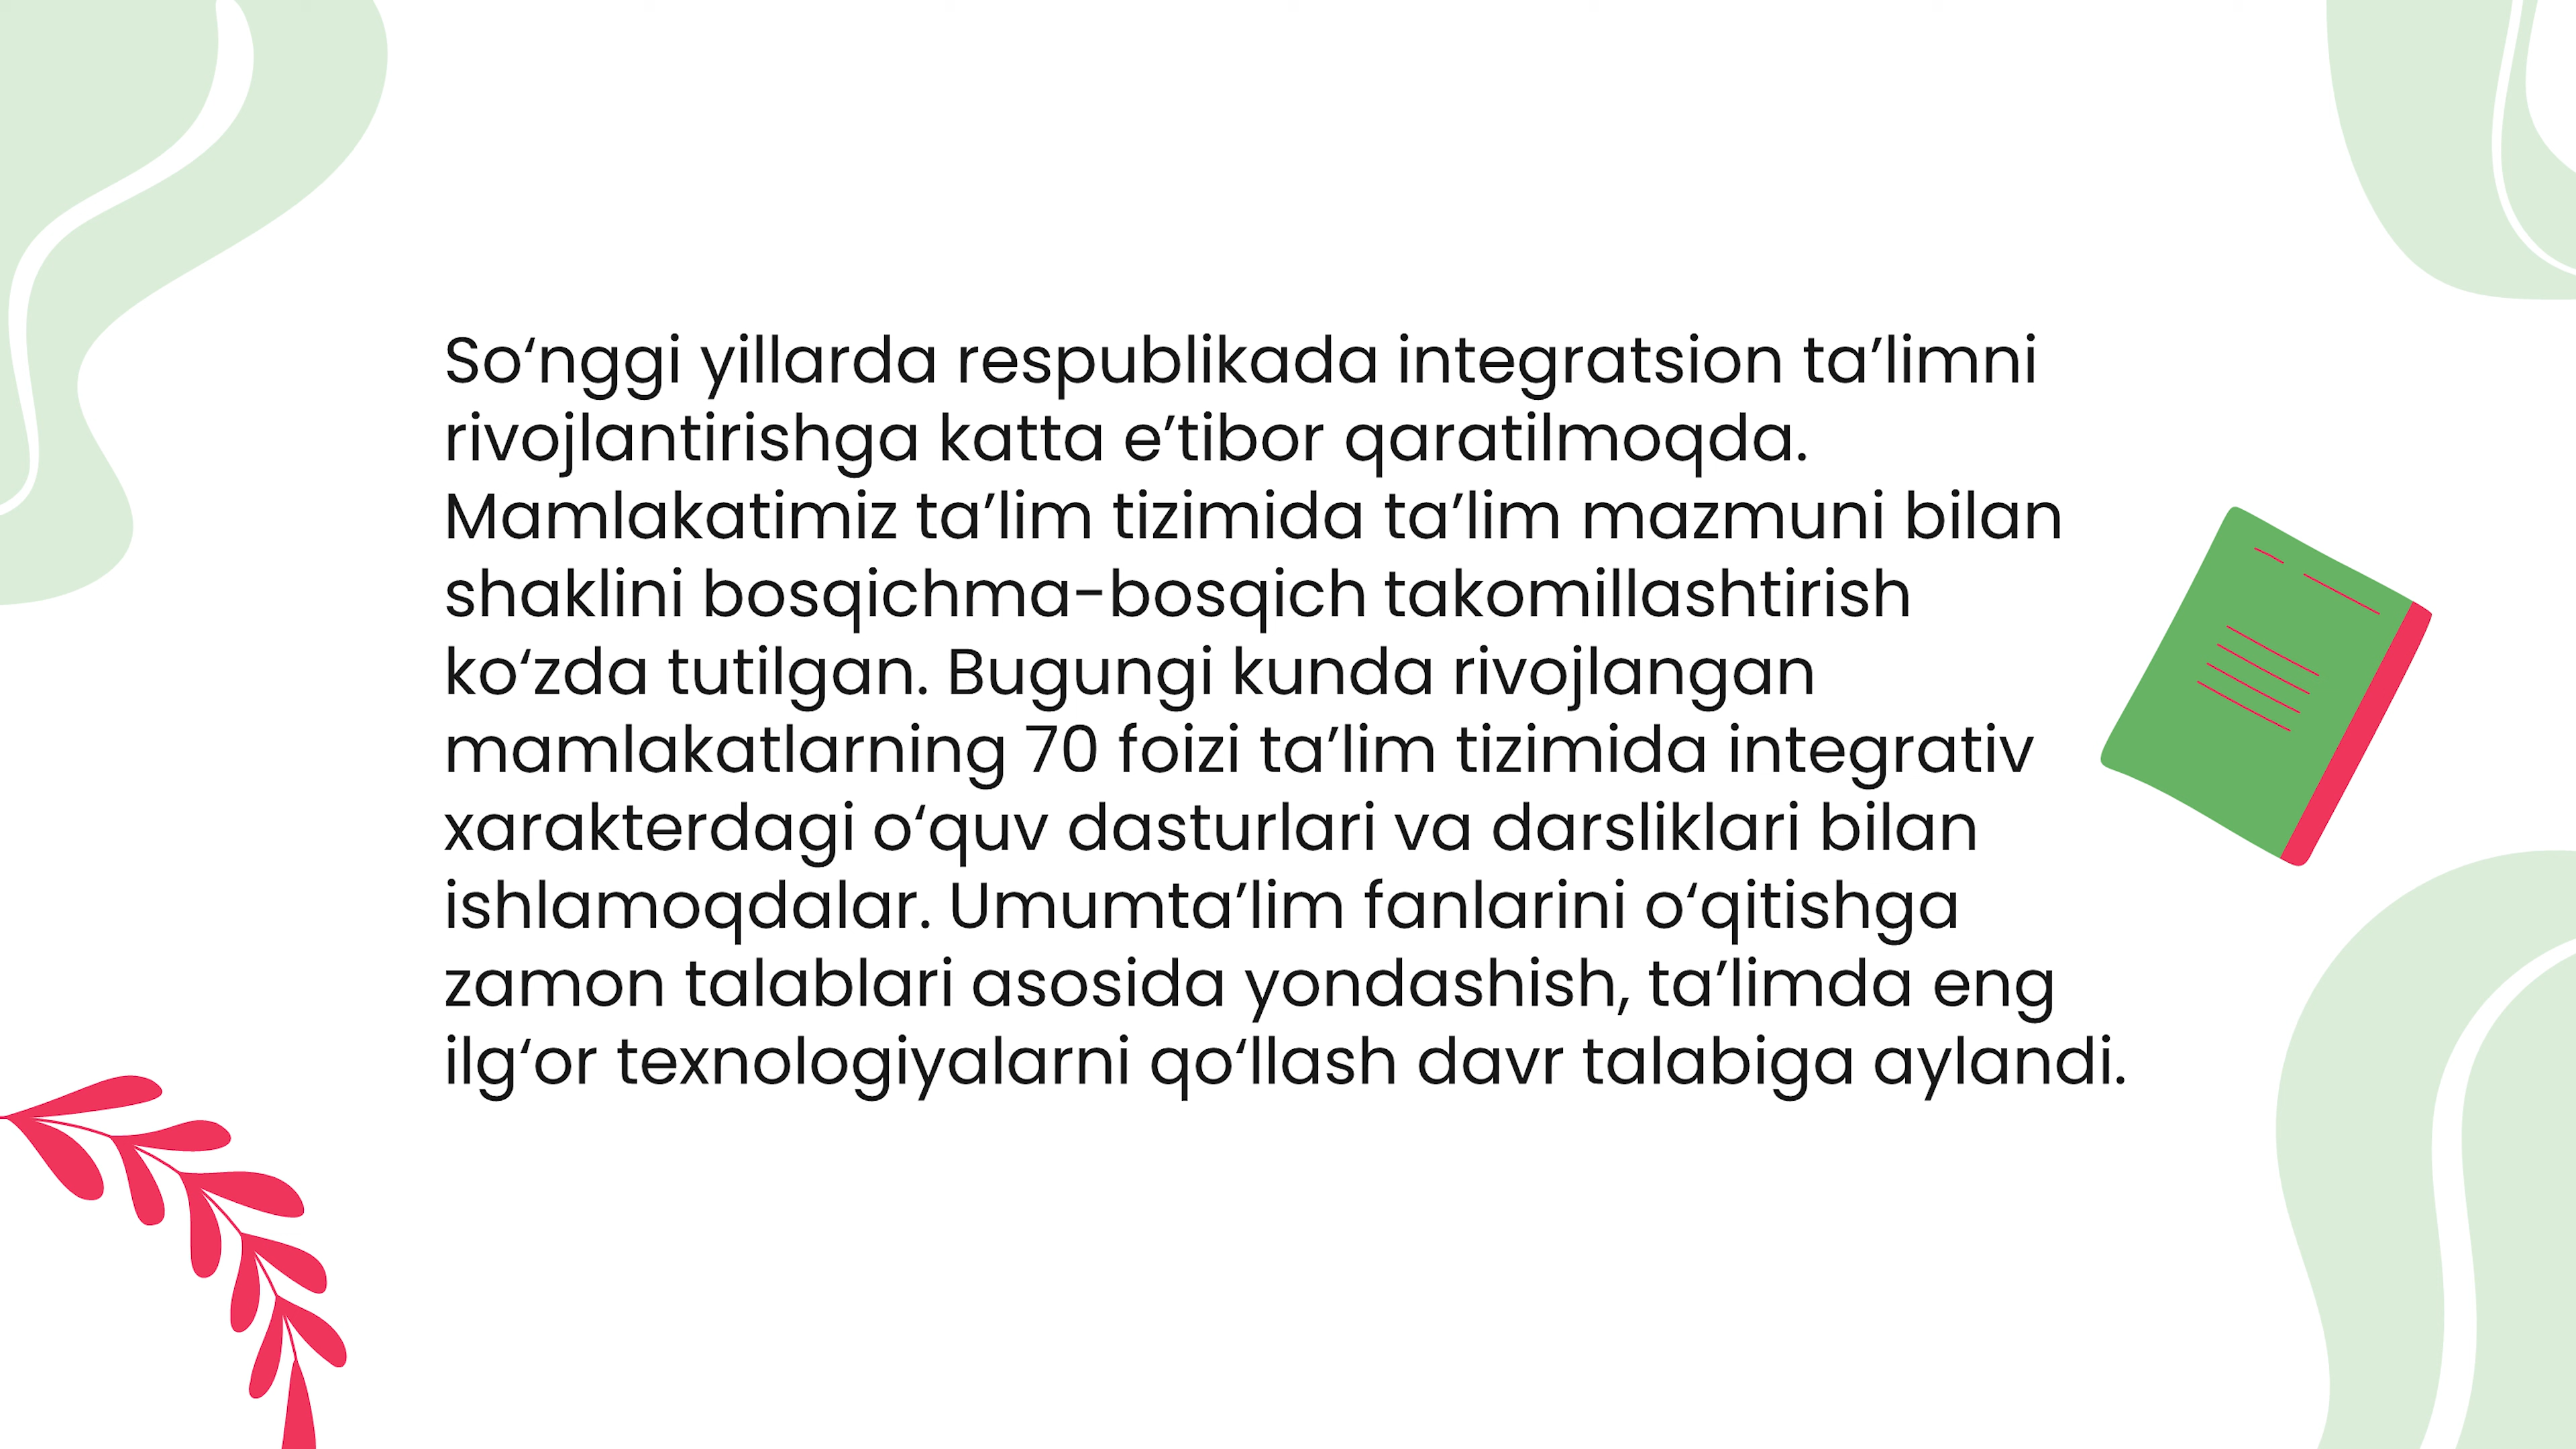 So‘nggi yillarda respublikada integratsion ta’limni
rivojlantirishga katta e’tibor qaratilmoqda.
Mamlakatimiz ta’lim tizimida ta’lim mazmuni bilan
shaklini bosqichma-bosqich takomillashtirish
ko‘zda tutilgan. Bugungi kunda rivojlangan
mamlakatlarning 70 foizi ta’lim tizimida integrativ
xarakterdagi o‘quv dasturlari va darsliklari bilan
ishlamoqdalar. Umumta’lim fanlarini o‘qitishga
zamon talablari asosida yondashish, ta’limda eng
ilg‘or texnologiyalarni qo‘llash davr talabiga aylandi.